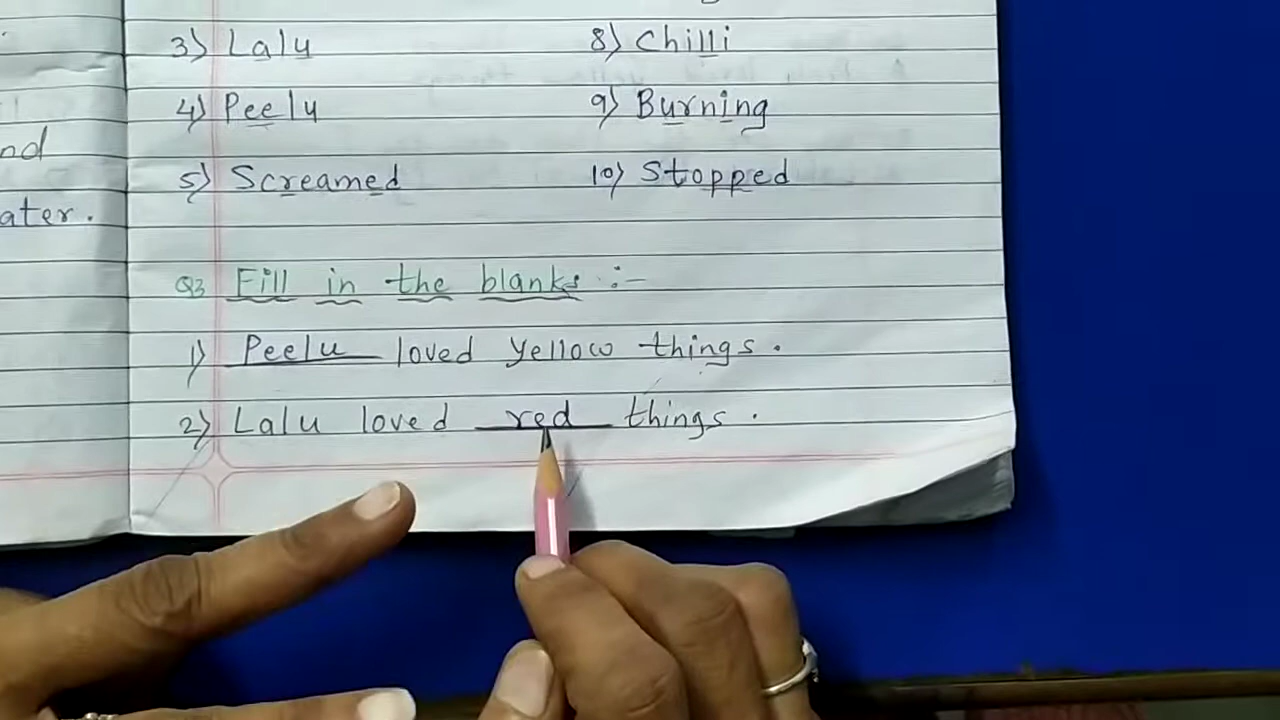 3) Lalu
8) Chilli
4) Peelu
9) Burning
5) Screamed
10) Stopped
ater.
Q3 Fill in the blanks :-
1) Peelu loved yellow things.
2) Lalu loved red things.